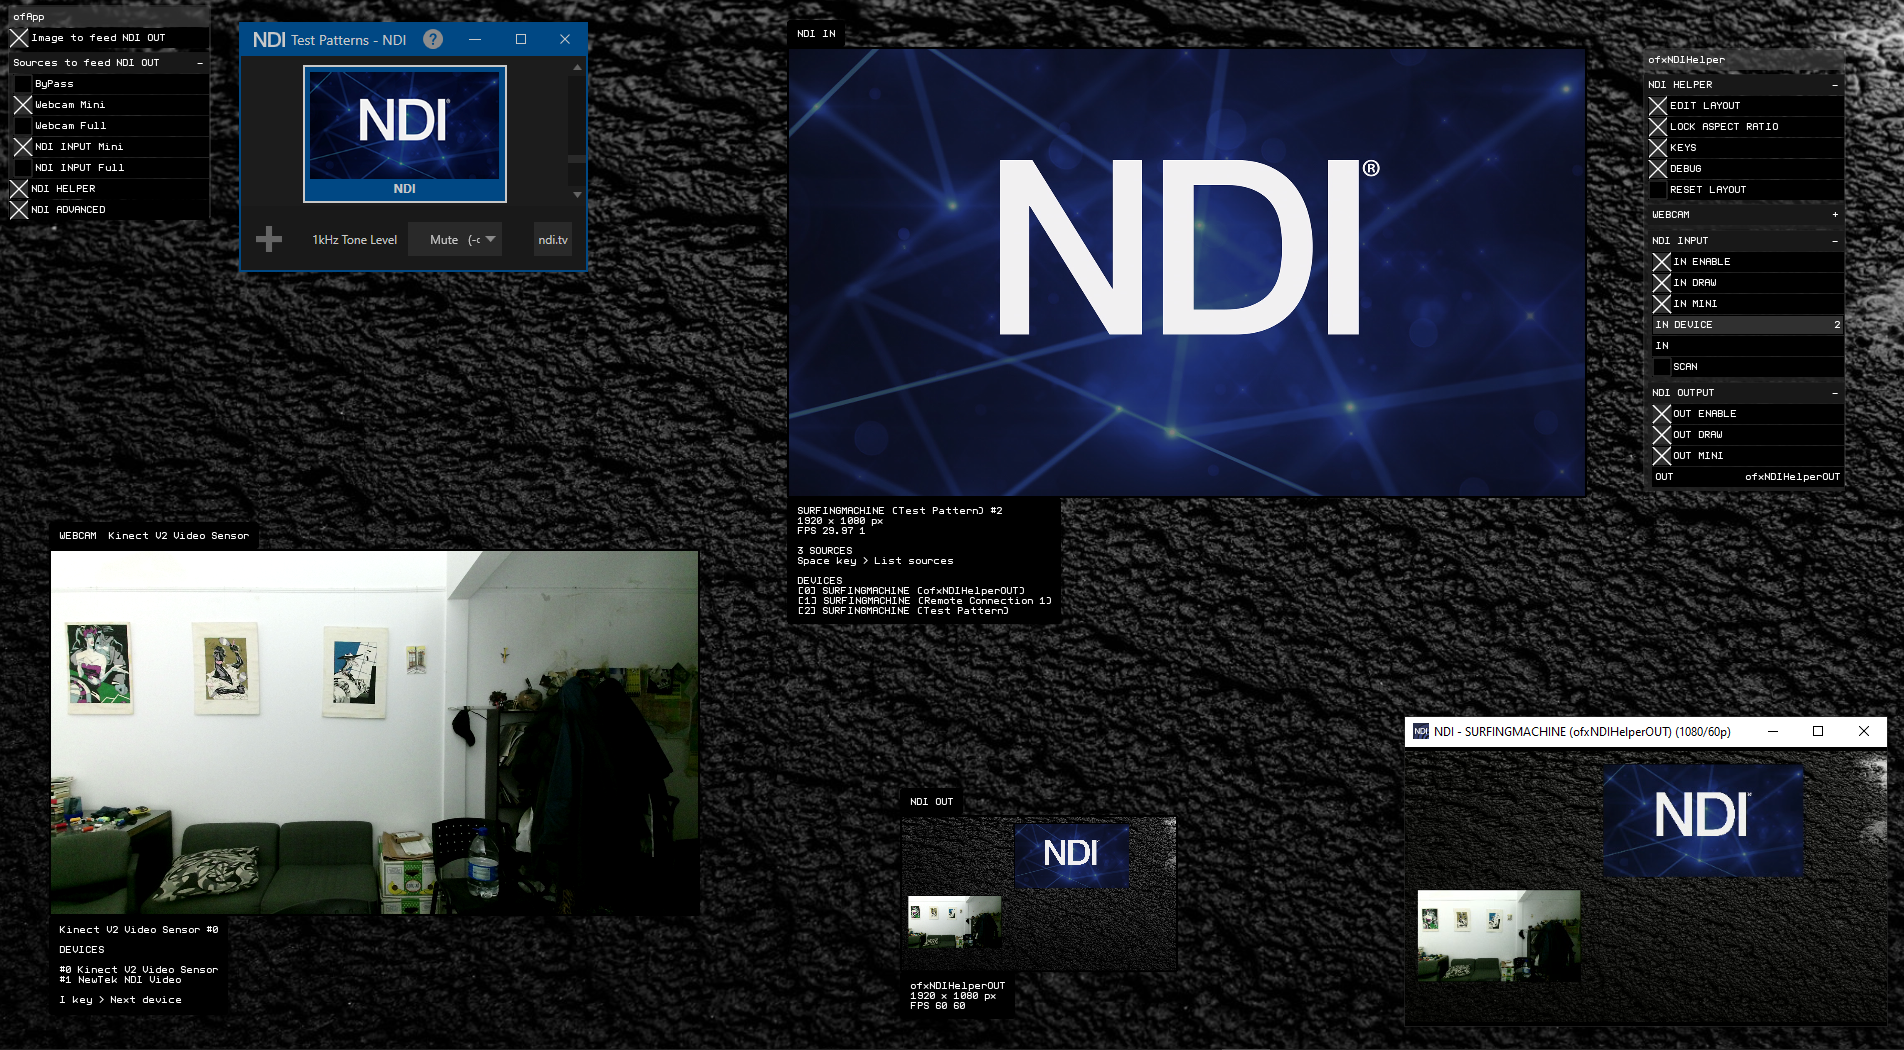 ofApp
Image to feed NDI OUT
Sources to feed NDI OUT -
ByPass
Webcam Mini
Webcam Full
NDI INPUT Mini
NDI INPUT Full
NDI HELPER
NDI ADVANCED
NDI Test Patterns - NDI ?
NDI
NDI
1kHz Tone Level Mute (-c
ndi.tv
NDI IN
NDI®
SURFINGMACHINE (Test Pattern) #2
1920 x 1080 px
FPS 29.97 1
3 SOURCES
Space key > List sources
DEVICES
[0] SURFINGMACHINE (ofxNDIHelperOUT)
[1] SURFINGMACHINE (Remote Connection 1)
[2] SURFINGMACHINE (Test Pattern)
ofxNDIHelper
NDI HELPER -
EDIT LAYOUT
LOCK ASPECT RATIO
KEYS
DEBUG
RESET LAYOUT
WEBCAM +
NDI INPUT -
IN ENABLE
IN DRAW
IN MINI
IN DEVICE 2
IN
SCAN
NDI OUTPUT -
OUT ENABLE
OUT DRAW
OUT MINI
OUT ofxNDIHelperOUT
WEBCAM Kinect V2 Video Sensor
Kinect V2 Video Sensor #0
DEVICES
#0 Kinect V2 Video Sensor
#1 NewTek NDI Video
I key > Next device
NDI OUT
NDI
ofxNDIHelperOUT
1920 x 1080 px
FPS 60 60
NDI NDI - SURFINGMACHINE (ofxNDIHelperOUT) (1080/60p)
NDI